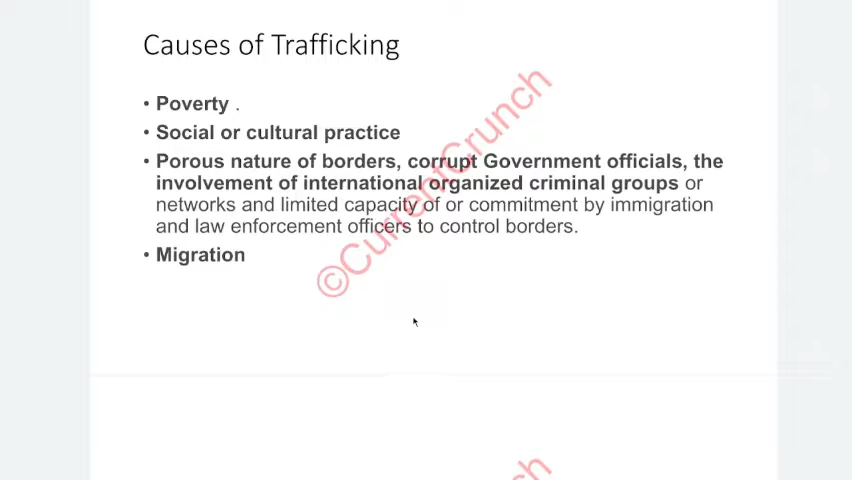 Causes of Trafficking
• Poverty .
• Social or cultural practice
• Porous nature of borders, corrupt Government officials, the
involvement of international organized criminal groups or
networks and limited capacity of or commitment by immigration
and law enforcement officers to control borders.
• Migration
©CurrentCrunch
unch